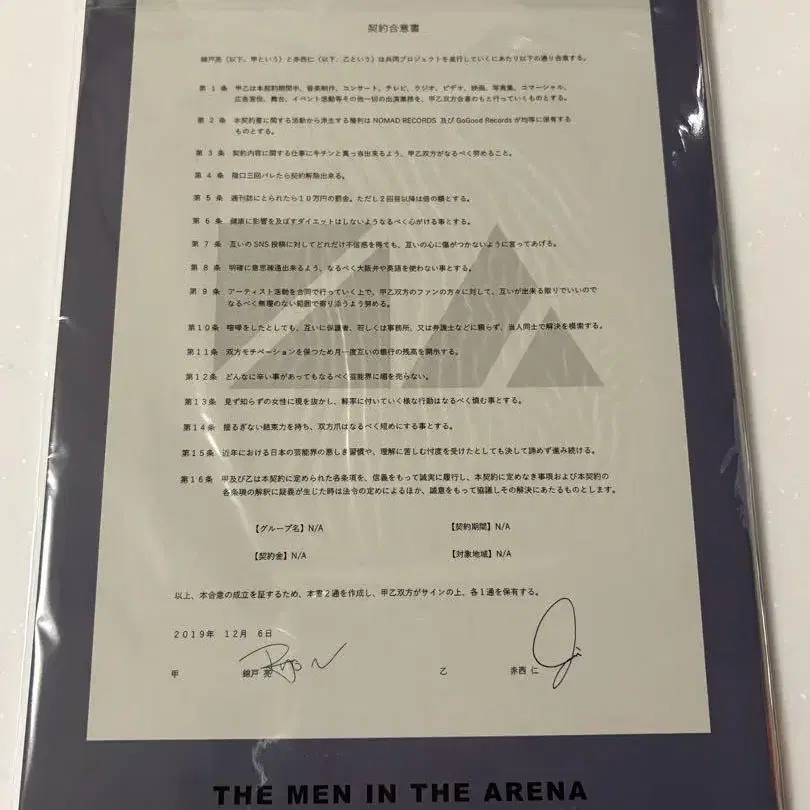 契約合意書
錦戸亮（以下、甲という）と赤西仁（以下、乙という）は共同プロジェクトを進行していくにあたり以下の通り合意する。
第１条 甲乙は本契約期間中、音楽制作、コンサート、テレビ、ラジオ、ビデオ、映画、写真集、コマーシャル、
広告宣伝、舞台、イベント活動等その他一切の出演業務を、甲乙双方合意のもと行っていくものとする。
第２条 本契約書に関する活動から派生する権利は NOMAD RECORDS 及び GoGood Records が均等に保有する
ものとする。
第３条 契約内容に関する仕事にキチンと真っ当出来るよう、甲乙双方がなるべく努めること。
第４条 陰口三回バレたら契約解除出来る。
第５条 週刊誌にとられたら１０万円の罰金。ただし２回目以降は倍の額とする。
第６条 健康に影響を及ぼすダイエットはしないようなるべく心がける事とする。
第７条 互いの SNS 投稿に対してどれだけ不信感を得ても、互いの心に傷がつかないように言ってあげる。
第８条 明確に意思疎通出来るよう、なるべく大阪弁や英語を使わない事とする。
第９条 アーティスト活動を合同で行っていく上で、甲乙双方のファンの方々に対して、互いが出来る限りでいいので
なるべく無理のない範囲で寄り添うよう努める。
第１０条 喧嘩をしたとしても、互いに保護者、若しくは事務所、又は弁護士などに頼らず、当人同士で解決を模索する。
第１１条 双方モチベーションを保つため月一度互いの銀行の残高を開示する。
第１２条 どんなに辛い事があってもなるべく芸能界に媚を売らない。
第１３条 見ず知らずの女性に現を抜かし、軽率に付いていく様な行動はなるべく慎む事とする。
第１４条 揺るぎない結束力を持ち、双方爪はなるべく短めにする事とする。
第１５条 近年における日本の芸能界の悪しき習慣や、理解に苦しむ忖度を受けたとしても決して諦めず進み続ける。
第１６条 甲及び乙は本契約に定められた各条項を、信義をもって誠実に履行し、本契約に定めなき事項および本契約の
各条項の解釈に疑義が生じた時は法令の定めによるほか、誠意をもって協議しその解決にあたるものとします。
【グループ名】N/A 【契約期間】N/A
【契約金】N/A 【対象地域】N/A
以上、本合意の成立を証するため、本書２通を作成し、甲乙双方がサインの上、各１通を保有する。
２０１９年 １２月 ６日
甲 錦戸 亮 Ryo N 乙 赤西 仁 Jin
THE MEN IN THE ARENA